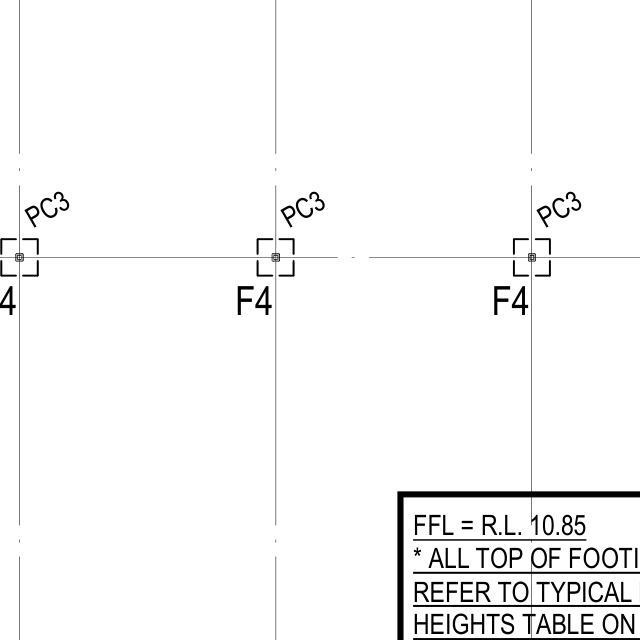 PC3
PC3
PC3
4
F4
F4
FFL = R.L. 10.85
* ALL TOP OF FOOTI
REFER TO TYPICAL
HEIGHTS TABLE ON